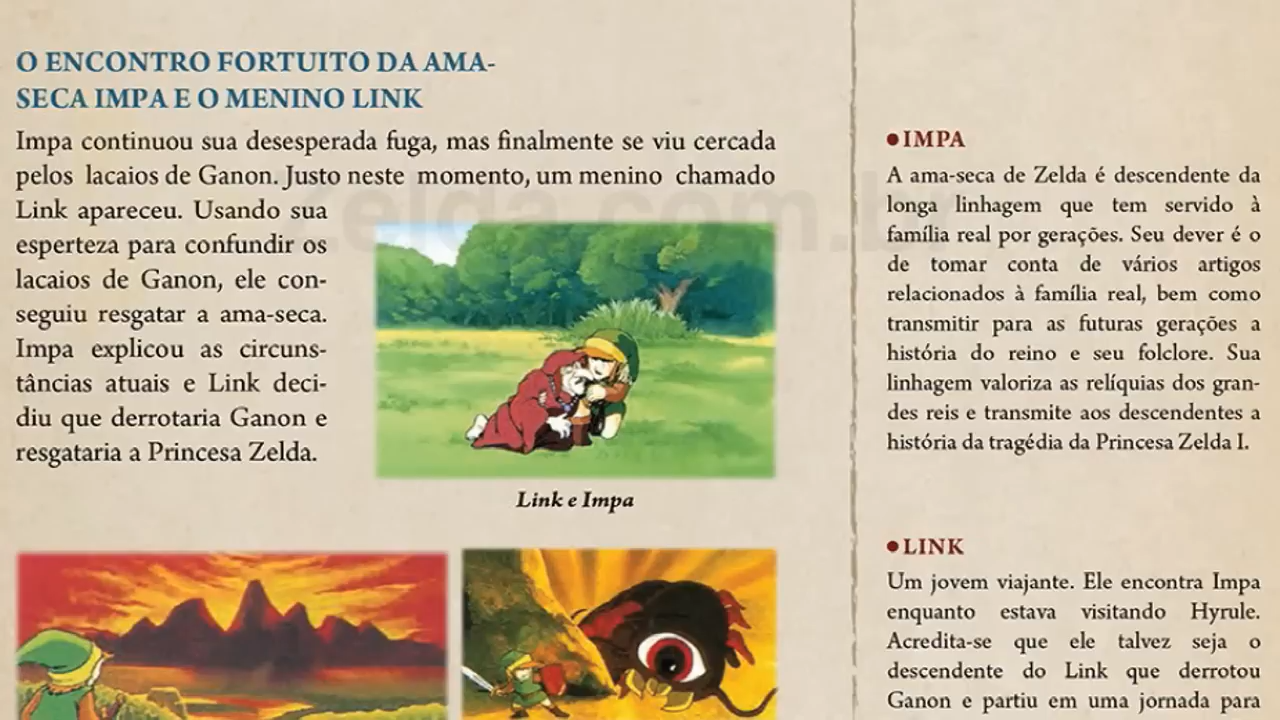 O ENCONTRO FORTUITO DA AMA-
SECA IMPA E O MENINO LINK
Impa continuou sua desesperada fuga, mas finalmente se viu cercada
pelos lacaios de Ganon. Justo neste momento, um menino chamado
Link apareceu. Usando sua
esperteza para confundir os
lacaios de Ganon, ele con-
seguiu resgatar a ama-seca.
Impa explicou as circuns-
tâncias atuais e Link deci-
diu que derrotaria Ganon e
resgataria a Princesa Zelda.
Link e Impa
•IMPA
A ama-seca de Zelda é descendente da
longa linhagem que tem servido à
família real por gerações. Seu dever é o
de tomar conta de vários artigos
relacionados à família real, bem como
transmitir para as futuras gerações a
história do reino e seu folclore. Sua
linhagem valoriza as relíquias dos gran-
des reis e transmite aos descendentes a
história da tragédia da Princesa Zelda I.
•LINK
Um jovem viajante. Ele encontra Impa
enquanto estava visitando Hyrule.
Acredita-se que ele talvez seja o
descendente do Link que derrotou
Ganon e partiu em uma jornada para